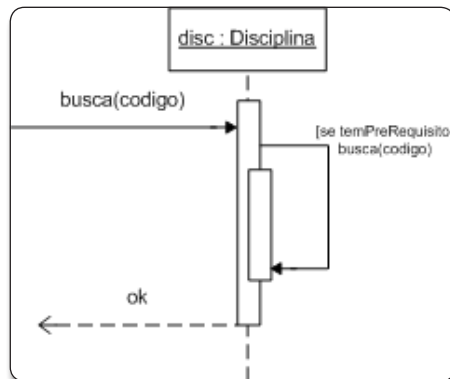 disc : Disciplina
busca(codigo)
[se temPreRequisito
busca(codigo)
ok